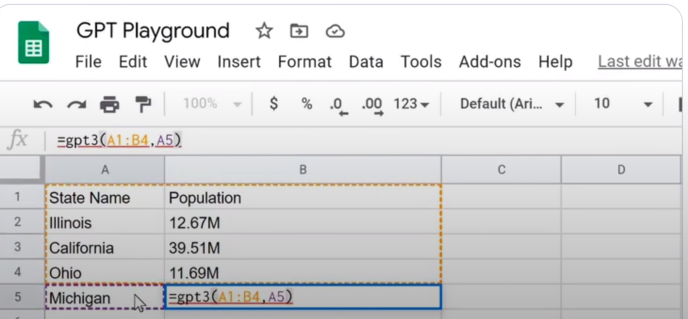 GPT Playground
File Edit View Insert Format Data Tools Add-ons Help Last edit
100% $ % .0 .00 123 Default (Ari... 10
fx =gpt3(A1:B4,A5)
A B C D
1 State Name Population
2 Illinois 12.67M
3 California 39.51M
4 Ohio 11.69M
5 Michigan =gpt3(A1:B4,A5)